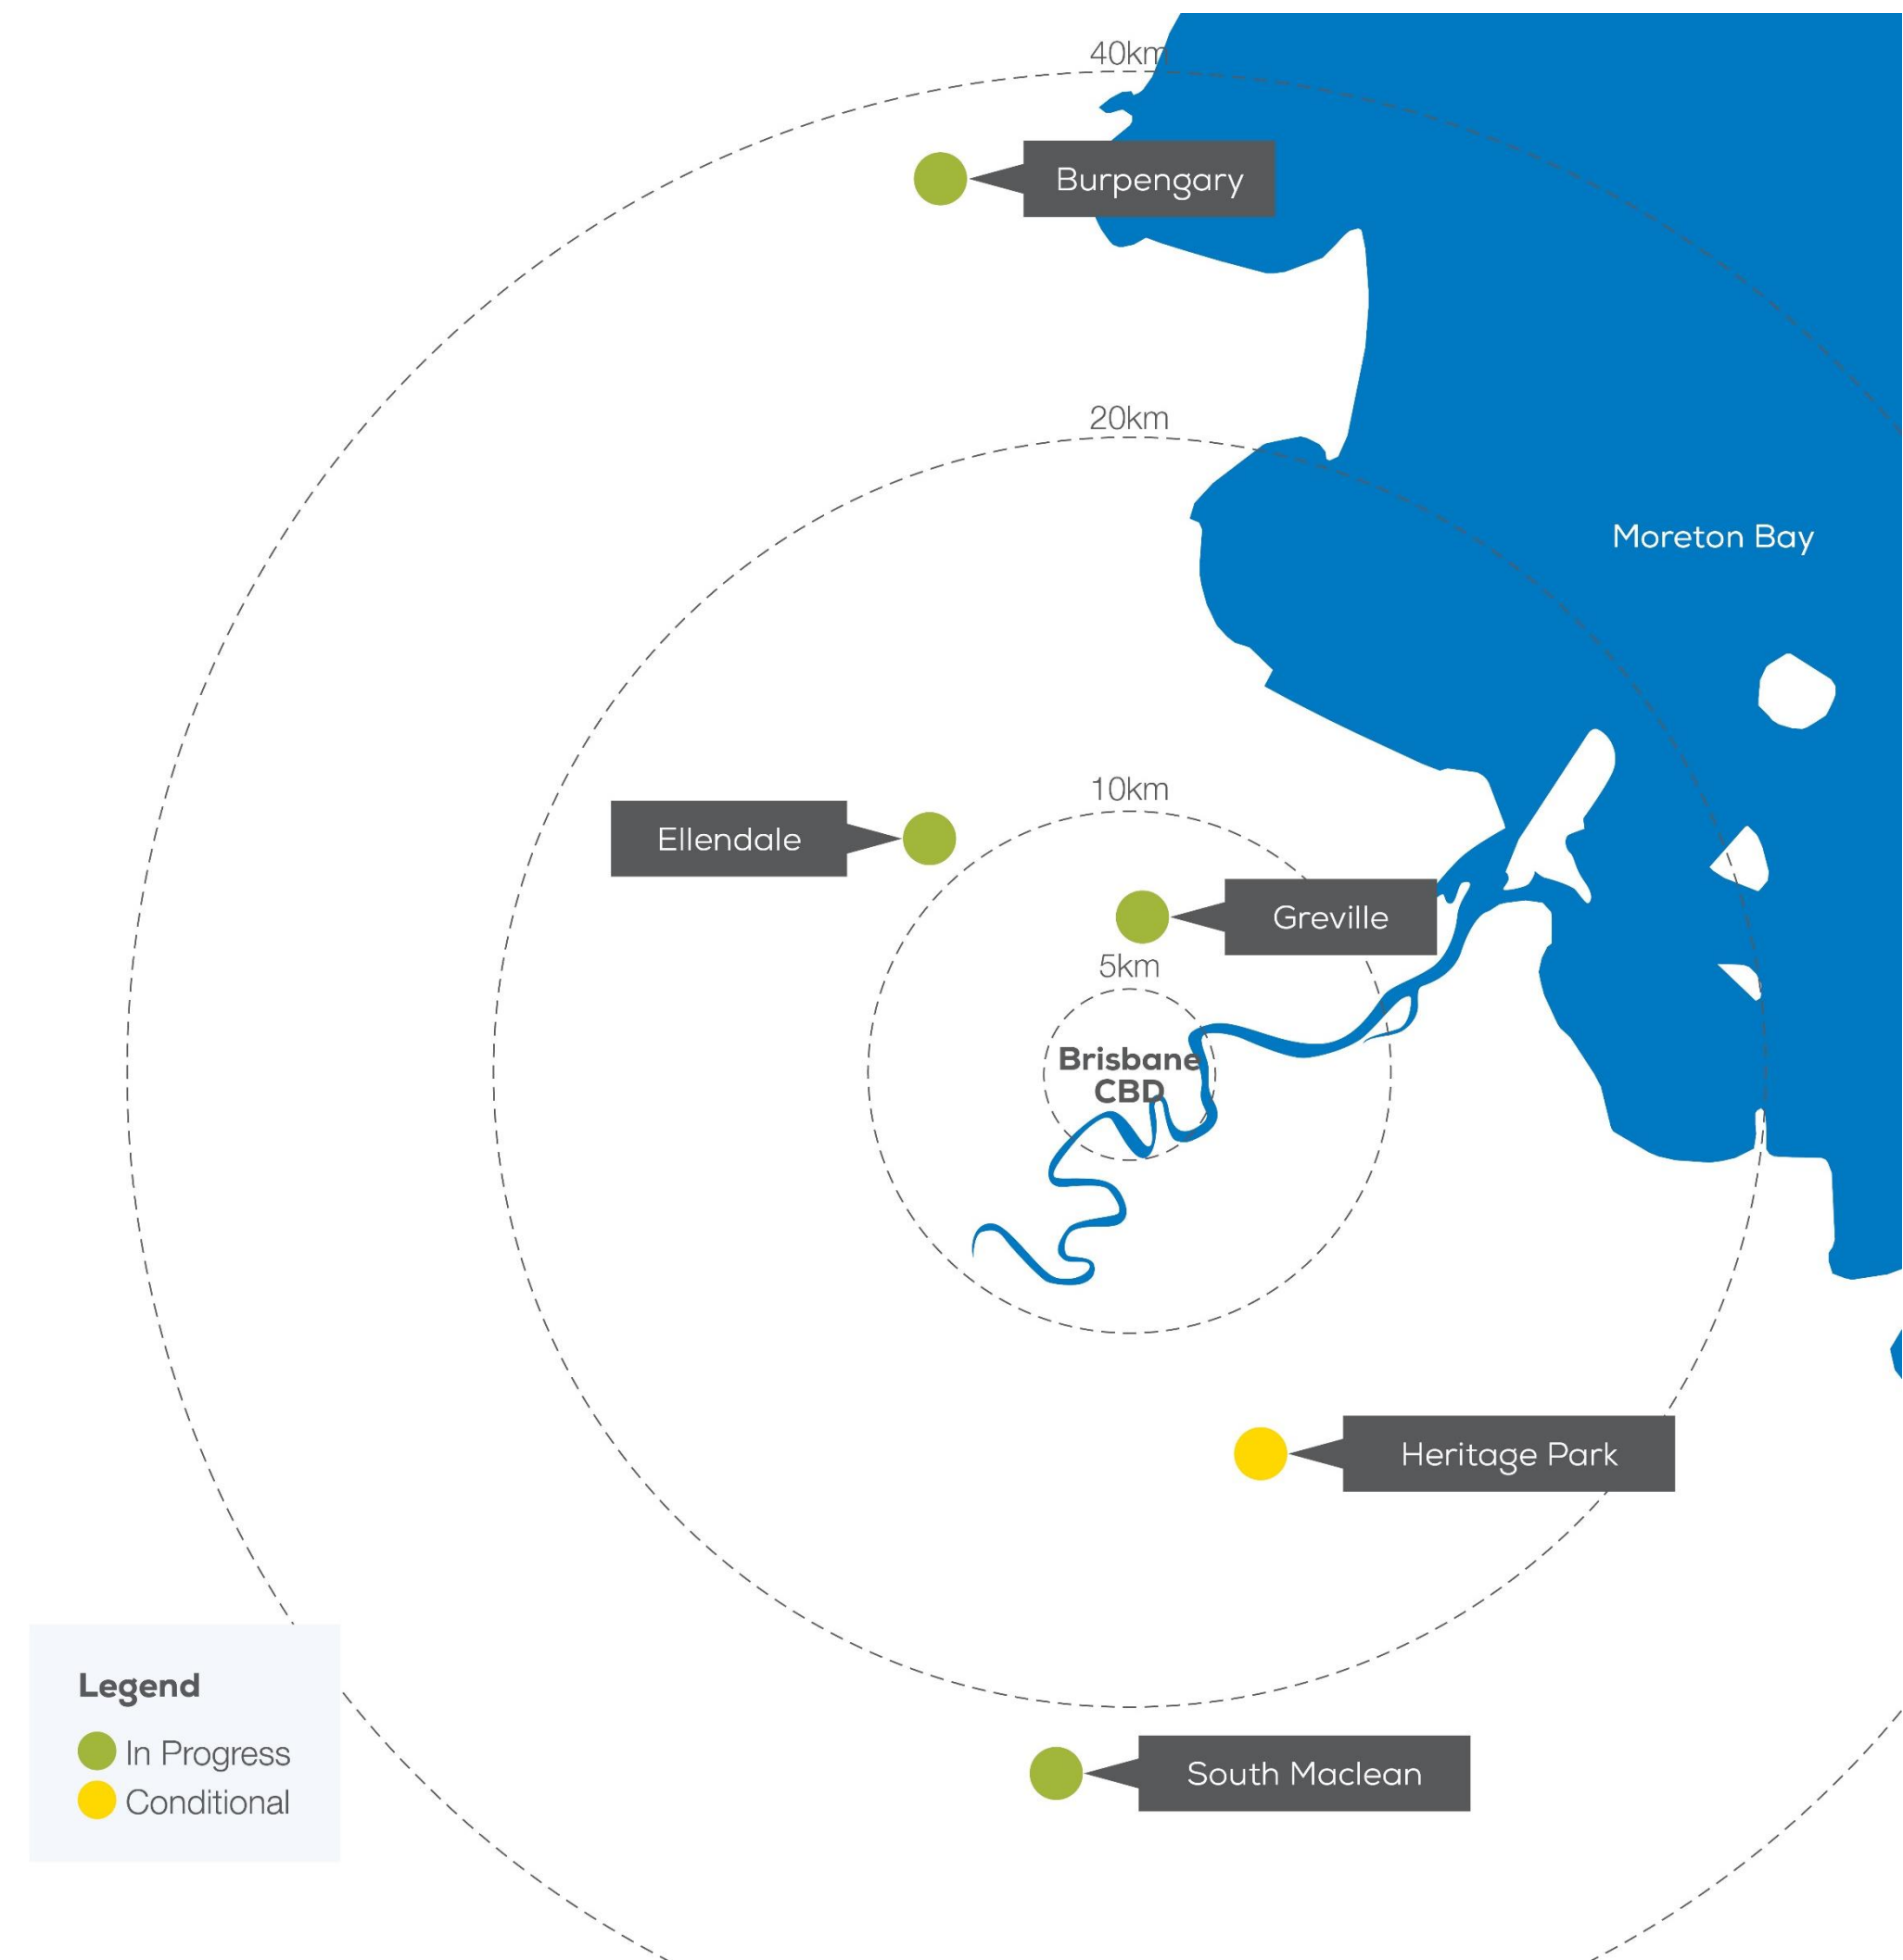 40km
Burpengary
20km
Moreton Bay
10km
Ellendale
Greville
5km
Brisbane
CBD
Heritage Park
Legend
In Progress
Conditional
South Maclean